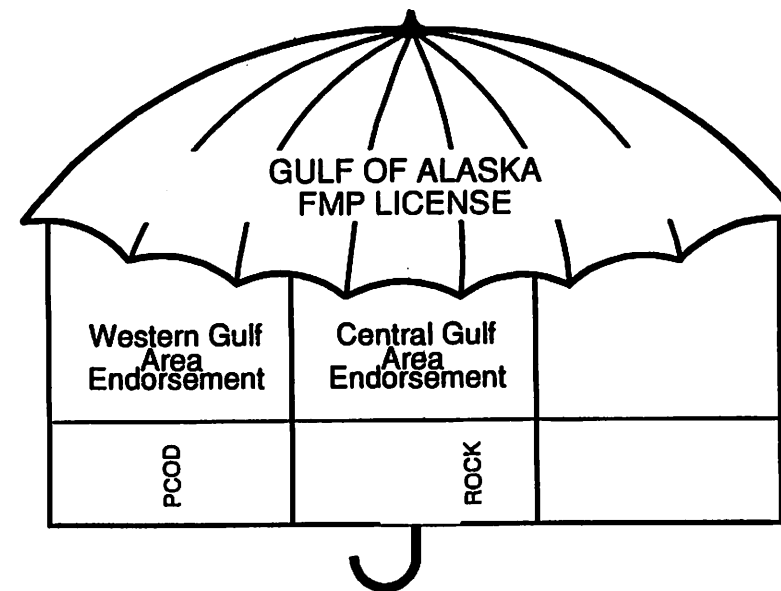 GULF OF ALASKA
FMP LICENSE
Western Gulf
Area
Endorsement
Central Gulf
Area
Endorsement
PCOD
ROCK